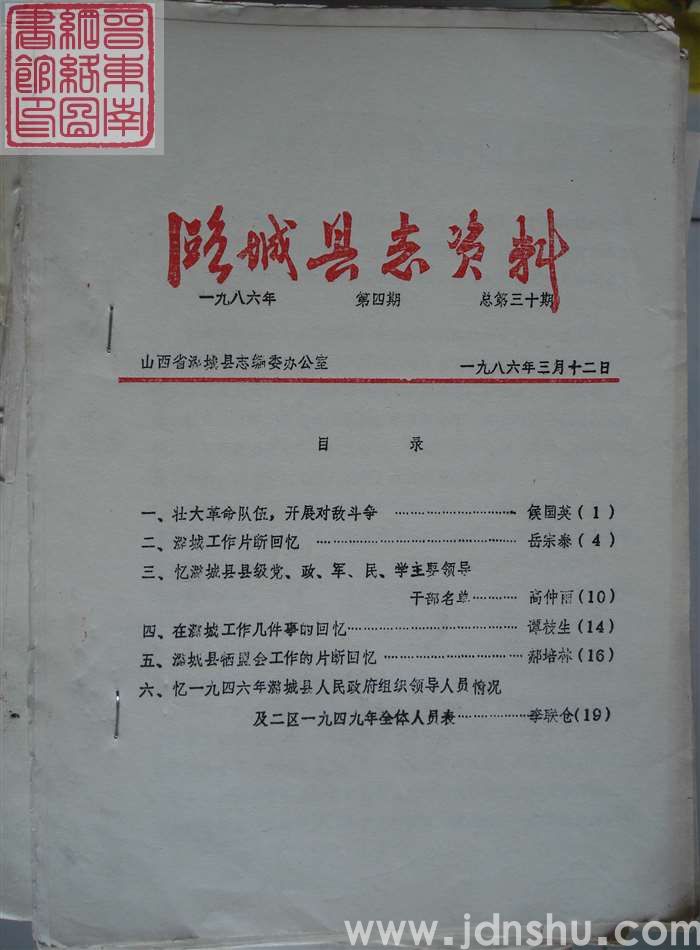 晋东南
網絡圖
書館印
潞城县志资料
一九八六年 第四期 总第三十期
山西省潞城县志编委办公室 一九八六年三月十二日
目 录
一、壮大革命队伍，开展对敌斗争 …………………… 侯国英(1)
二、潞城工作片断回忆 …………………… 岳宗泰(4)
三、忆潞城县县级党、政、军、民、学主要领导
干部名单……… 高仲雨(10)
四、在潞城工作几件事的回忆…………………… 谭枝生(14)
五、潞城县牺盟会工作的片断回忆 …………………… 郝培林(16)
六、忆一九四六年潞城县人民政府组织领导人员情况
及二区一九四九年全体人员表……………李联仓(19)
www.jdnshu.com